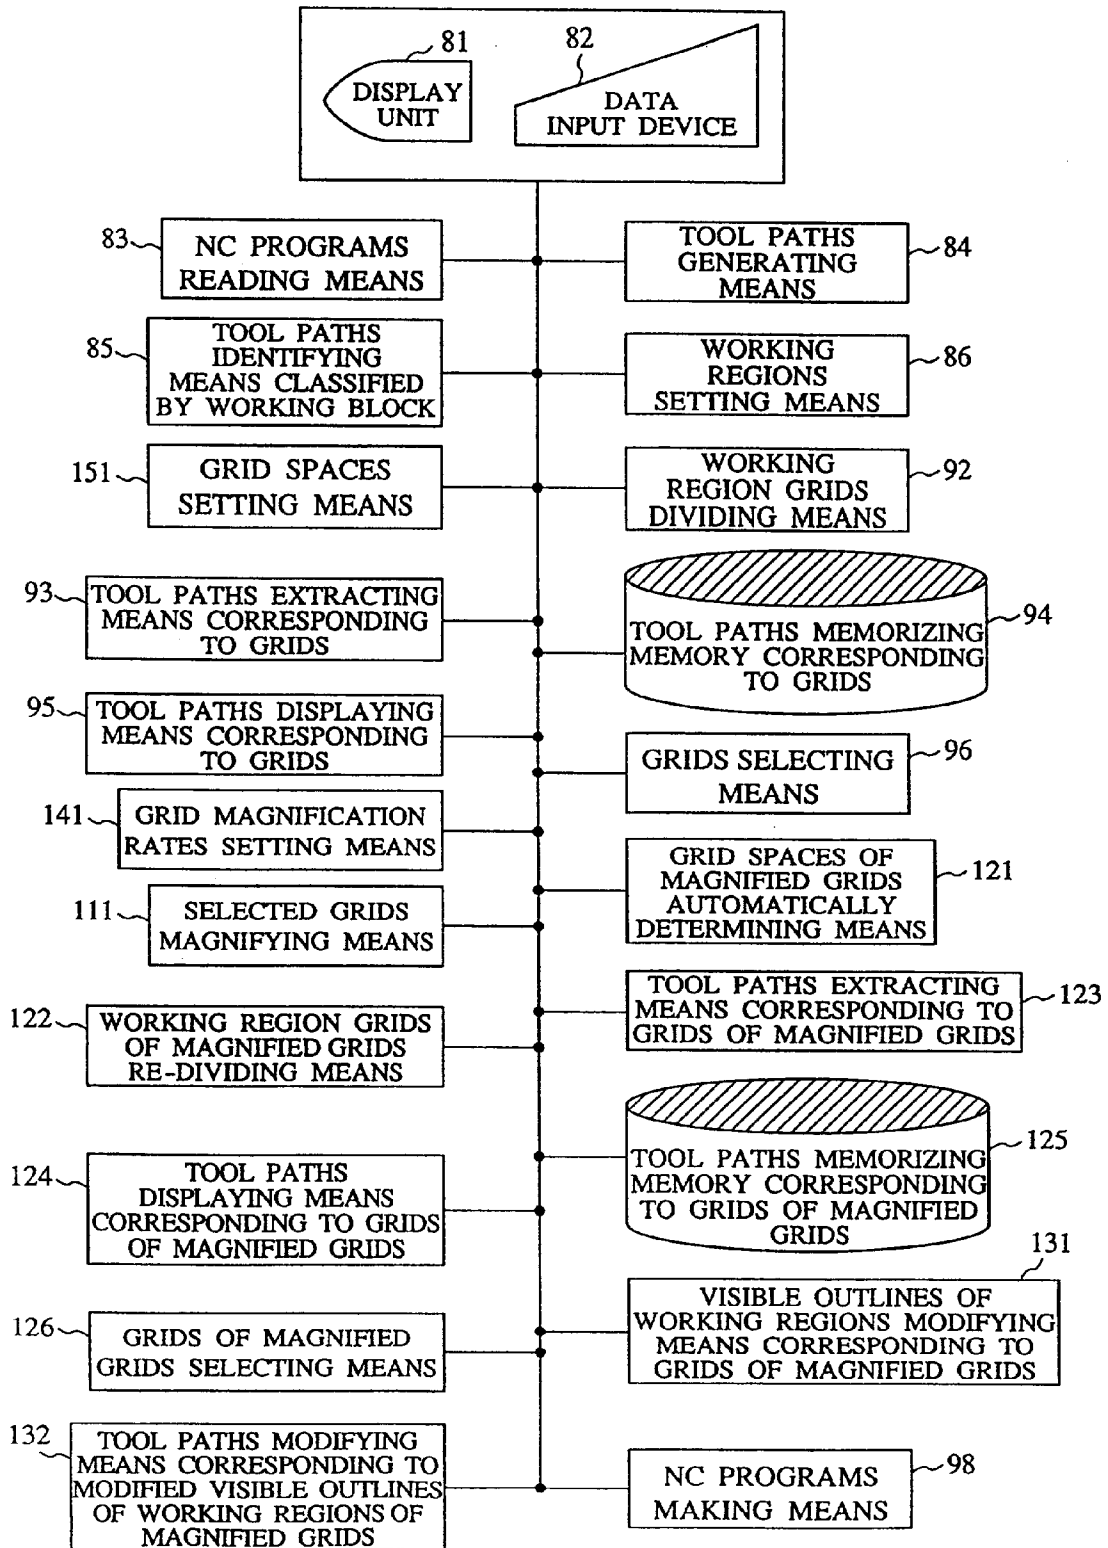 81
82
DISPLAY
UNIT
DATA
INPUT DEVICE
83
NC PROGRAMS
READING MEANS
TOOL PATHS
GENERATING
MEANS
84
85
TOOL PATHS
IDENTIFYING
MEANS CLASSIFIED
BY WORKING BLOCK
WORKING
REGIONS
SETTING MEANS
86
151
GRID SPACES
SETTING MEANS
WORKING
REGION GRIDS
DIVIDING MEANS
92
93
TOOL PATHS EXTRACTING
MEANS CORRESPONDING
TO GRIDS
TOOL PATHS MEMORIZING
MEMORY CORRESPONDING
TO GRIDS
94
95
TOOL PATHS DISPLAYING
MEANS CORRESPONDING
TO GRIDS
GRIDS SELECTING
MEANS
96
141
GRID MAGNIFICATION
RATES SETTING MEANS
GRID SPACES OF
MAGNIFIED GRIDS
AUTOMATICALLY
DETERMINING MEANS
121
111
SELECTED GRIDS
MAGNIFYING MEANS
TOOL PATHS EXTRACTING
MEANS CORRESPONDING TO
GRIDS OF MAGNIFIED GRIDS
123
122
WORKING REGION GRIDS
OF MAGNIFIED GRIDS
RE-DIVIDING MEANS
TOOL PATHS MEMORIZING
MEMORY CORRESPONDING
TO GRIDS OF MAGNIFIED
GRIDS
125
124
TOOL PATHS
DISPLAYING MEANS
CORRESPONDING TO GRIDS
OF MAGNIFIED GRIDS
131
VISIBLE OUTLINES OF
WORKING REGIONS MODIFYING
MEANS CORRESPONDING TO
GRIDS OF MAGNIFIED GRIDS
126
GRIDS OF MAGNIFIED
GRIDS SELECTING MEANS
132
TOOL PATHS MODIFYING
MEANS CORRESPONDING TO
MODIFIED VISIBLE OUTLINES
OF WORKING REGIONS OF
MAGNIFIED GRIDS
NC PROGRAMS
MAKING MEANS
98